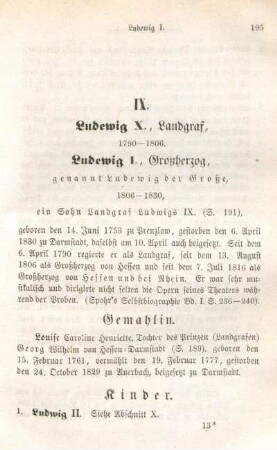 Ludwig I. 195
IX.
Ludewig X., Landgraf,
1790—1806.
Ludewig I., Großherzog,
genannt Ludewig der Große,
1806—1830,
ein Sohn Landgraf Ludwigs IX. (S. 191),
geboren den 14. Juni 1753 zu Prenzlow, gestorben den 6. April
1830 zu Darmstadt, daselbst am 10. April auch beigesetzt. Seit dem
6. April 1790 regierte er als Landgraf, seit dem 13. August
1806 als Großherzog von Hessen und seit dem 7. Juli 1816 als
Großherzog von Hessen und bei Rhein. Er war sehr mu-
sikalisch und dirigirte nicht selten die Opern seines Theaters wäh-
rend der Proben. (Spohr's Selbstbiographie Bd. I. S. 236—240).
Gemahlin.
Louise Caroline Henriette, Tochter des Prinzen (Landgrafen)
Georg Wilhelm von Hessen-Darmstadt (S. 189), geboren den
15. Februar 1761, vermählt den 19. Februar 1777, gestorben
den 24. October 1829 zu Auerbach, beigesetzt zu Darmstadt.
Kinder.
1. Ludwig II. Siehe Abschnitt X.
13*